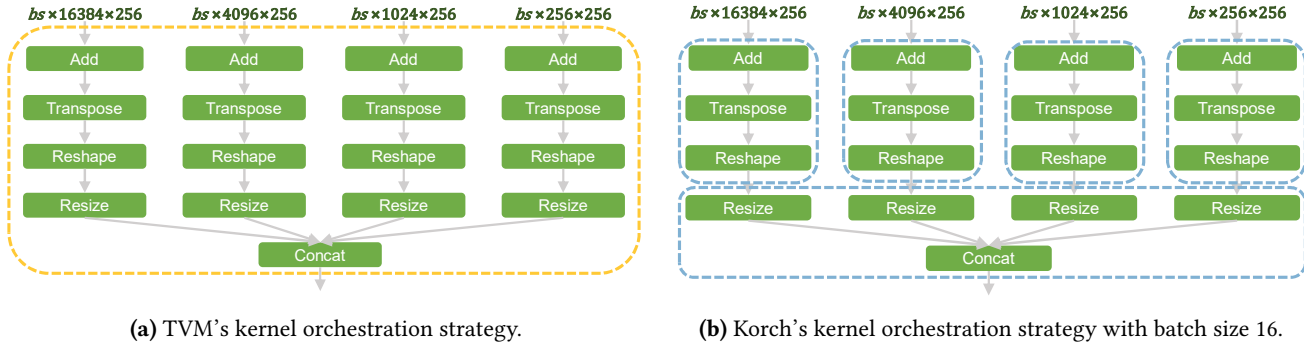 bs×16384×256 bs×4096×256 bs×1024×256 bs×256×256
Add Add Add Add
Transpose Transpose Transpose Transpose
Reshape Reshape Reshape Reshape
Resize Resize Resize Resize
Concat
(a) TVM's kernel orchestration strategy.
bs×16384×256 bs×4096×256 bs×1024×256 bs×256×256
Add Add Add Add
Transpose Transpose Transpose Transpose
Reshape Reshape Reshape Reshape
Resize Resize Resize Resize
Concat
(b) Korch's kernel orchestration strategy with batch size 16.